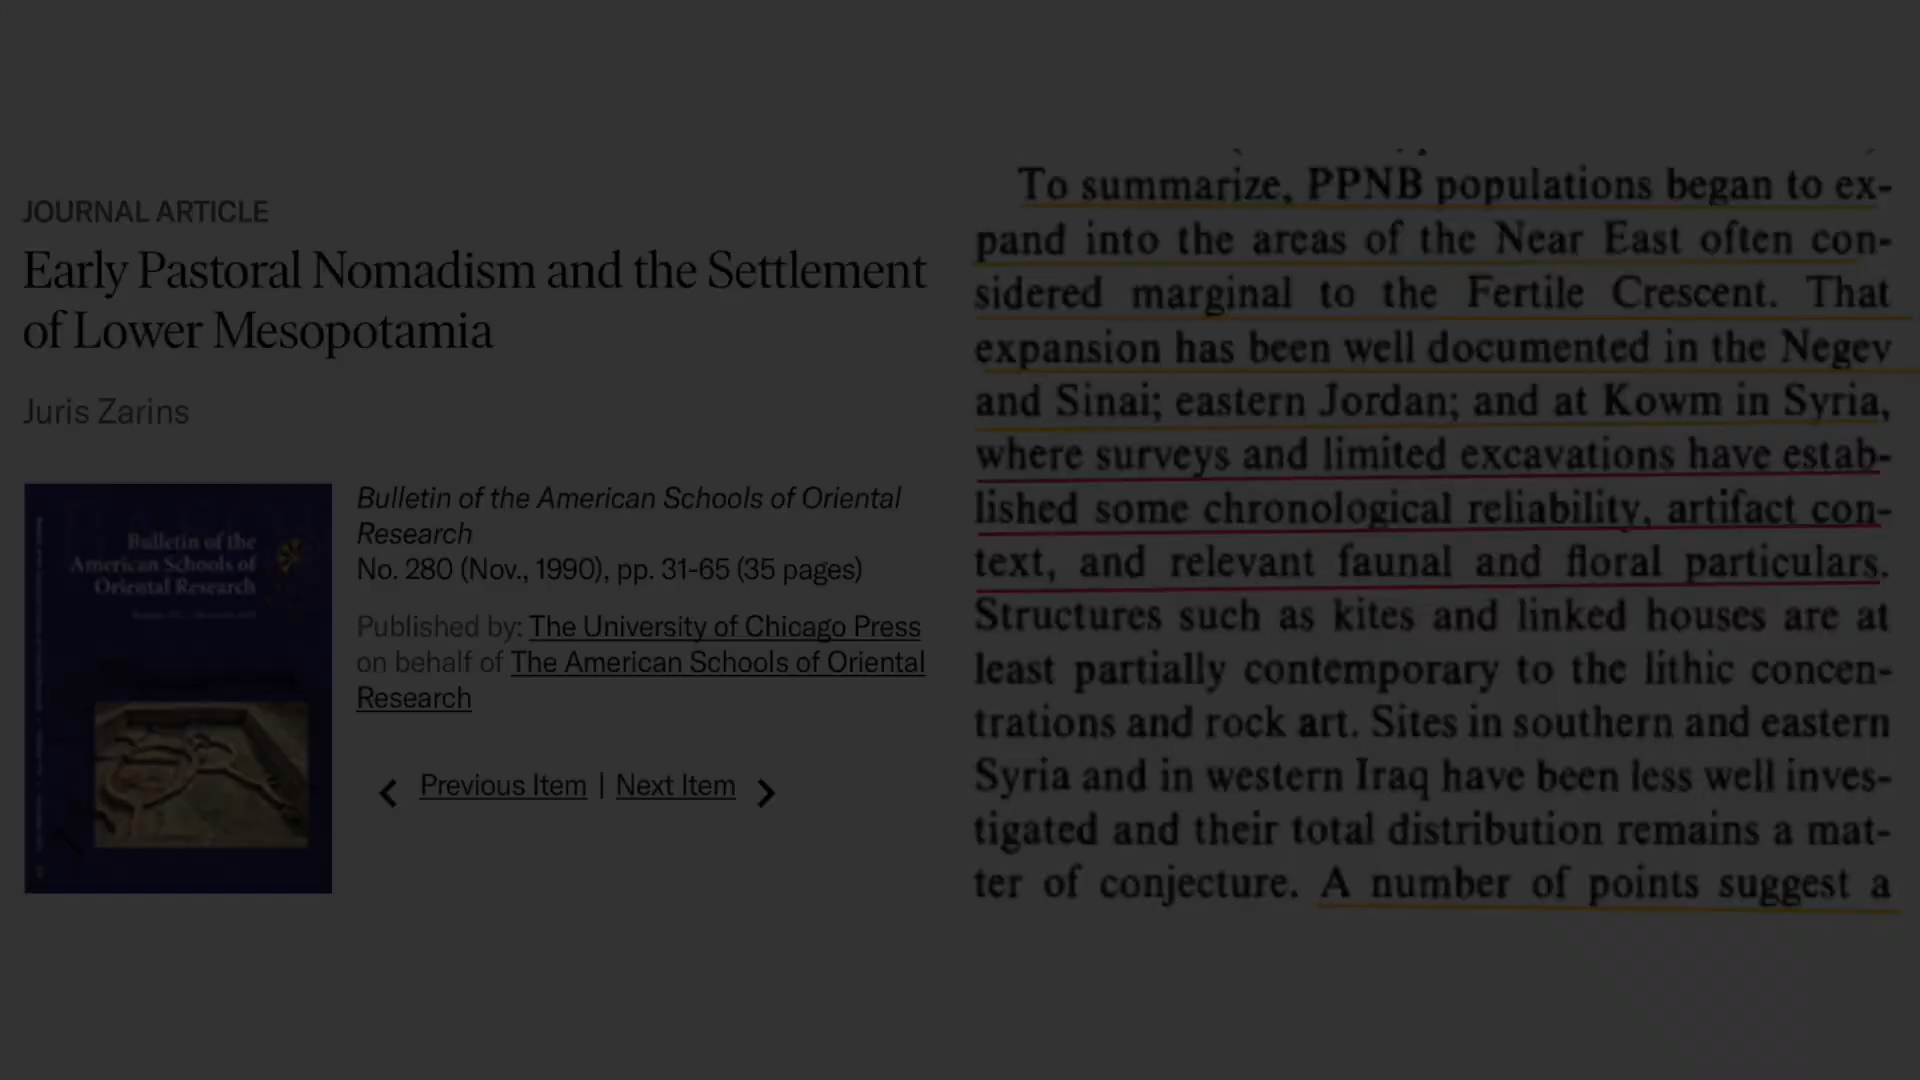 JOURNAL ARTICLE
Early Pastoral Nomadism and the Settlement
of Lower Mesopotamia
Juris Zarins
Bulletin of the
American Schools of
Oriental Research
Bulletin of the American Schools of Oriental
Research
No. 280 (Nov., 1990), pp. 31-65 (35 pages)
Published by: The University of Chicago Press
on behalf of The American Schools of Oriental
Research
Previous Item | Next Item
To summarize, PPNB populations began to ex-
pand into the areas of the Near East often con-
sidered marginal to the Fertile Crescent. That
expansion has been well documented in the Negev
and Sinai; eastern Jordan; and at Kowm in Syria,
where surveys and limited excavations have estab-
lished some chronological reliability, artifact con-
text, and relevant faunal and floral particulars.
Structures such as kites and linked houses are at
least partially contemporary to the lithic concen-
trations and rock art. Sites in southern and eastern
Syria and in western Iraq have been less well inves-
tigated and their total distribution remains a mat-
ter of conjecture. A number of points suggest a